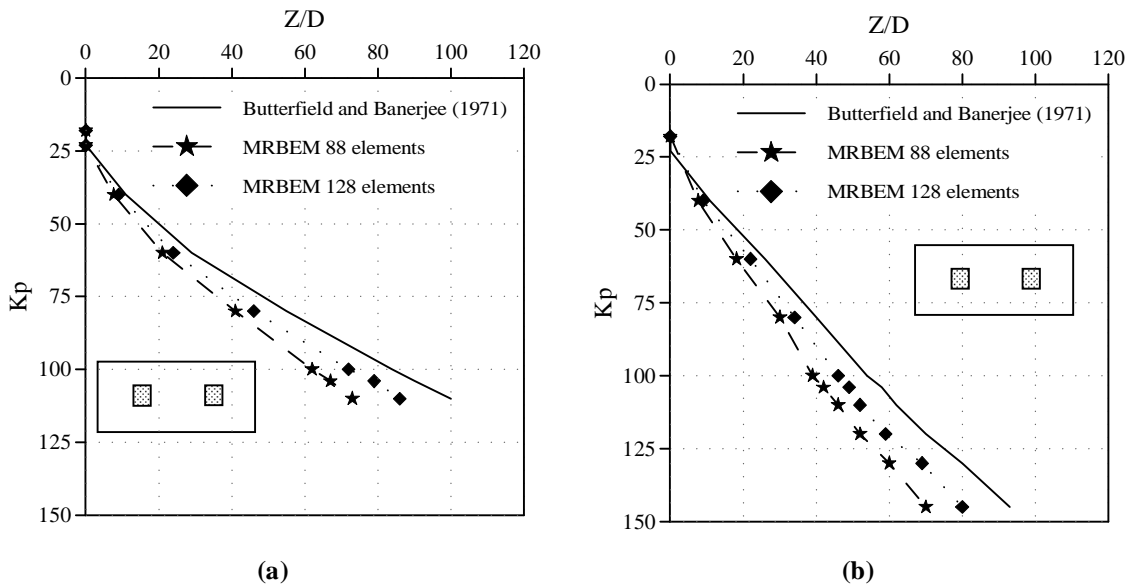 Z/D
0 20 40 60 80 100 120
0
25
50
75
100
125
150
Kp
Butterfield and Banerjee (1971)
MRBEM 88 elements
MRBEM 128 elements
(a)
Z/D
0 20 40 60 80 100 120
0
25
50
75
100
125
150
Kp
Butterfield and Banerjee (1971)
MRBEM 88 elements
MRBEM 128 elements
(b)